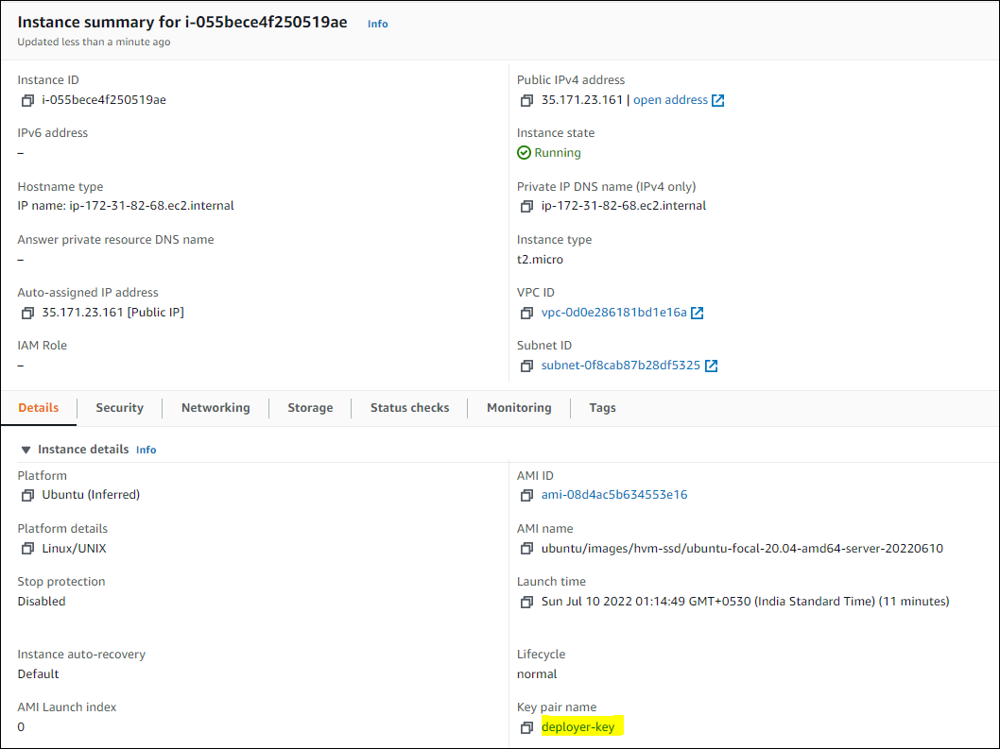 Instance summary for i-055bece4f250519ae Info
Updated less than a minute ago
Instance ID
i-055bece4f250519ae
Public IPv4 address
35.171.23.161 | open address
IPv6 address
–
Instance state
Running
Hostname type
IP name: ip-172-31-82-68.ec2.internal
Private IP DNS name (IPv4 only)
ip-172-31-82-68.ec2.internal
Answer private resource DNS name
–
Instance type
t2.micro
Auto-assigned IP address
35.171.23.161 [Public IP]
VPC ID
vpc-0d0e286181bd1e16a
IAM Role
–
Subnet ID
subnet-0f8cab87b28df5325
Details Security Networking Storage Status checks Monitoring Tags
Instance details Info
Platform
Ubuntu (Inferred)
AMI ID
ami-08d4ac5b634553e16
Platform details
Linux/UNIX
AMI name
ubuntu/images/hvm-ssd/ubuntu-focal-20.04-amd64-server-20220610
Stop protection
Disabled
Launch time
Sun Jul 10 2022 01:14:49 GMT+0530 (India Standard Time) (11 minutes)
Instance auto-recovery
Default
Lifecycle
normal
AMI Launch index
0
Key pair name
deployer-key